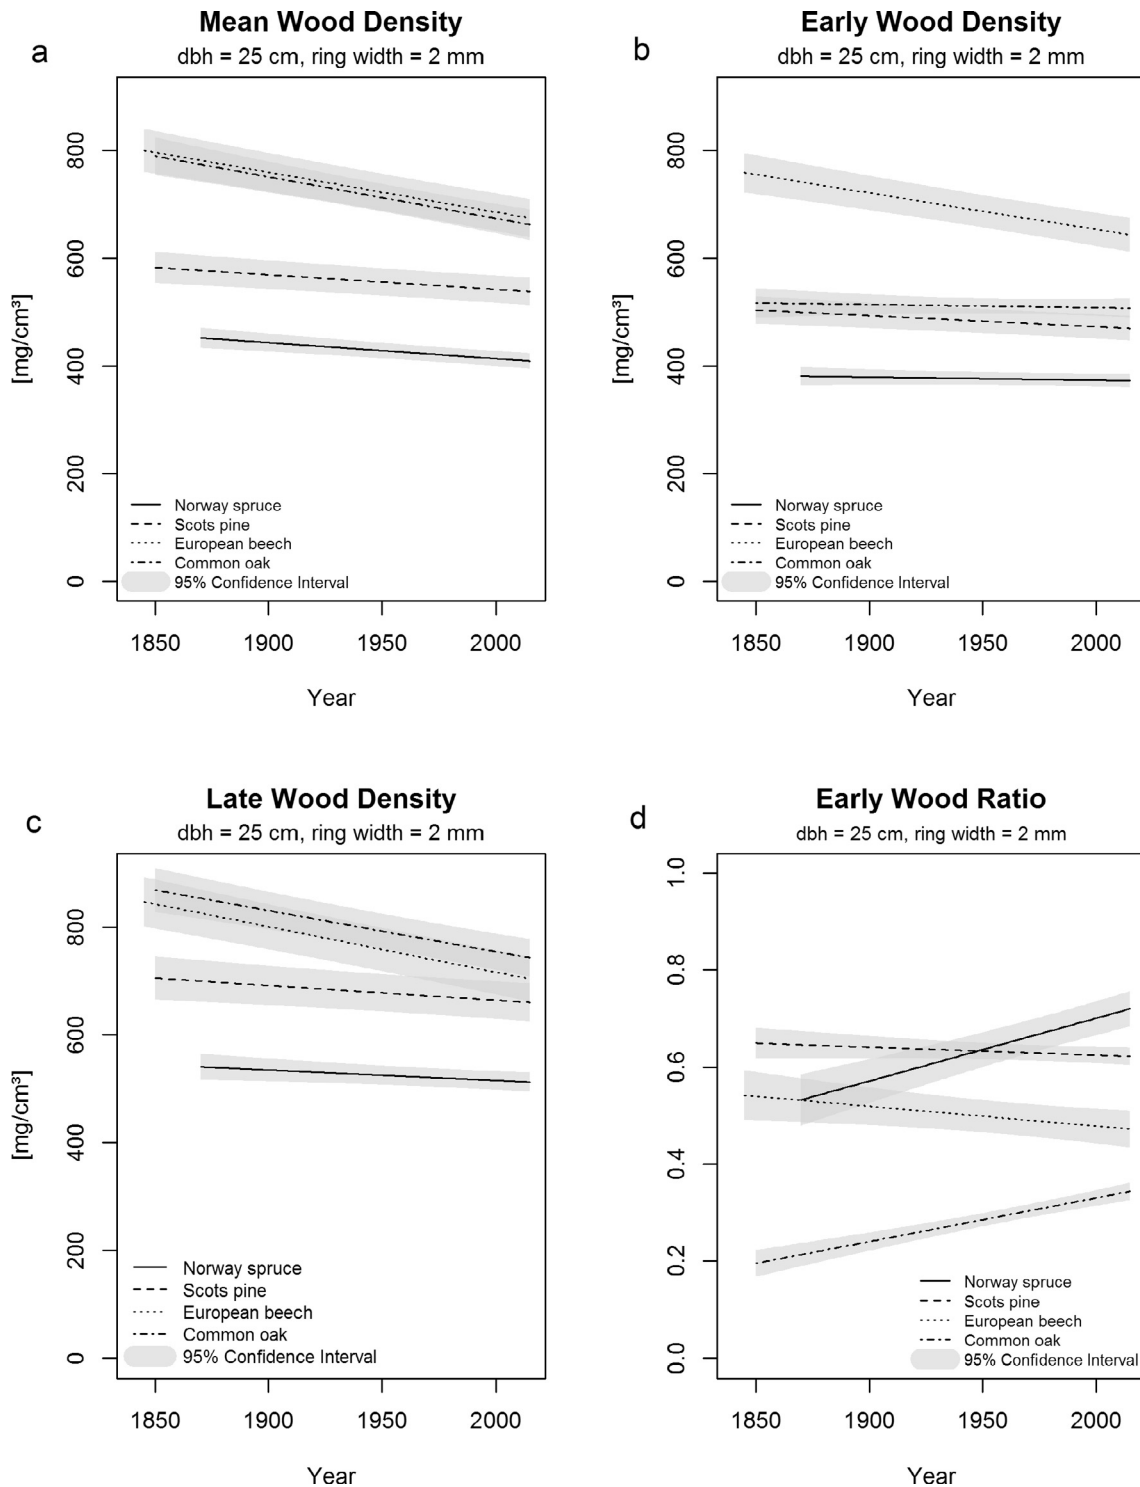 a
Mean Wood Density
dbh = 25 cm, ring width = 2 mm
[mg/cm³]
800
600
400
200
0
Norway spruce
Scots pine
European beech
Common oak
95% Confidence Interval
1850 1900 1950 2000
Year
b
Early Wood Density
dbh = 25 cm, ring width = 2 mm
[mg/cm³]
800
600
400
200
0
Norway spruce
Scots pine
European beech
Common oak
95% Confidence Interval
1850 1900 1950 2000
Year
c
Late Wood Density
dbh = 25 cm, ring width = 2 mm
[mg/cm³]
800
600
400
200
0
Norway spruce
Scots pine
European beech
Common oak
95% Confidence Interval
1850 1900 1950 2000
Year
d
Early Wood Ratio
dbh = 25 cm, ring width = 2 mm
1.0
0.8
0.6
0.4
0.2
0.0
Norway spruce
Scots pine
European beech
Common oak
95% Confidence Interval
1850 1900 1950 2000
Year